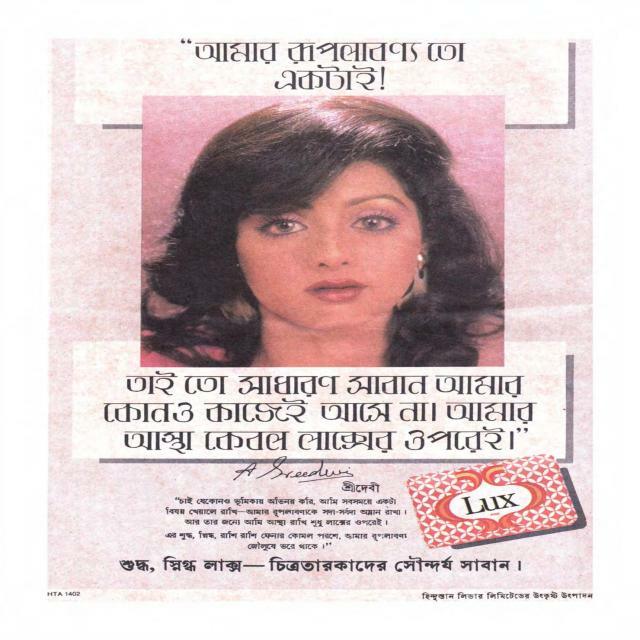 “আমার রূপলাবণ্য তো
একটাই!
তাই তো সাধারণ সাবান আমার
কোনও কাজেই আসে না। আমার
আস্থা কেবল লাক্সের ওপরেই।”
A Sreedevi
শ্রীদেবী
“চাই যেকোনও ভূমিকায় অভিনয় করি, আমি সবসময়ে একটা
বিষয় খেয়ালে রাখি—আমার রূপলাবণ্যকে সদা-সর্বদা অম্লান রাখা।
আর তার জন্যে আমি আস্থা রাখি শুধু লাক্সের ওপরেই।
এর শুদ্ধ, স্নিগ্ধ, রাশি রাশি ফেনার কোমল পরশে, আমার রূপলাবণ্য
জৌলুষে ভরে থাকে।’’
Lux
শুদ্ধ, স্নিগ্ধ লাক্স—চিত্রতারকাদের সৌন্দর্য সাবান।
HTA 1402
হিন্দুস্তান লিভার লিমিটেডের উৎকৃষ্ট উৎপাদন